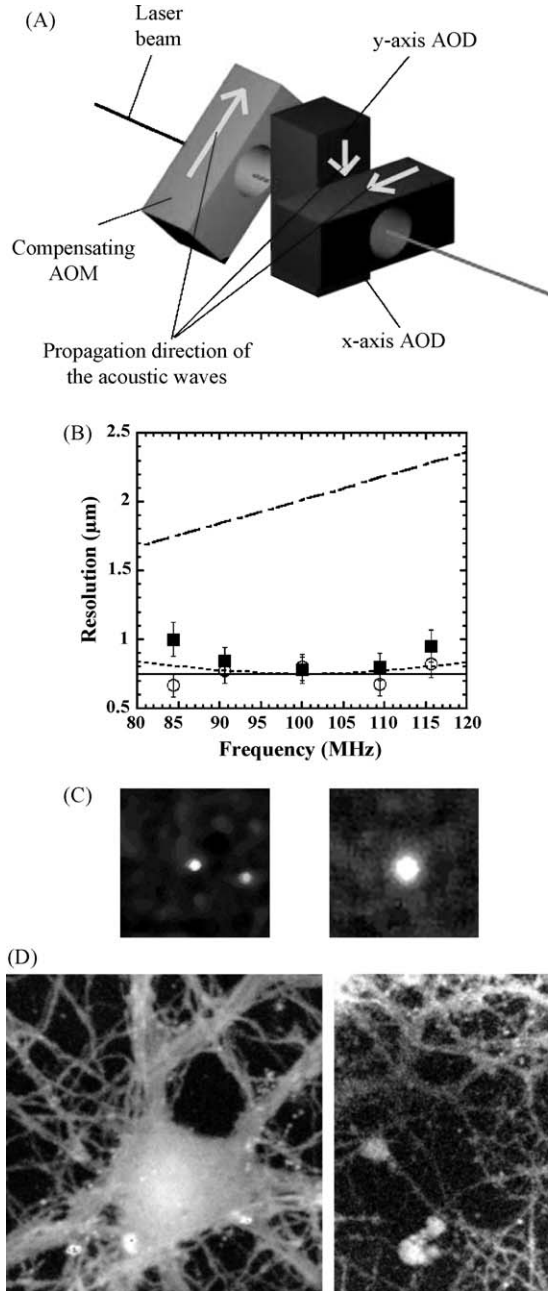 (A)
Laser
beam
y-axis AOD
Compensating
AOM
x-axis AOD
Propagation direction of
the acoustic waves
(B)
2.5
2
1.5
1
0.5
Resolution (μm)
80 85 90 95 100 105 110 115 120
Frequency (MHz)
(C)
(D)